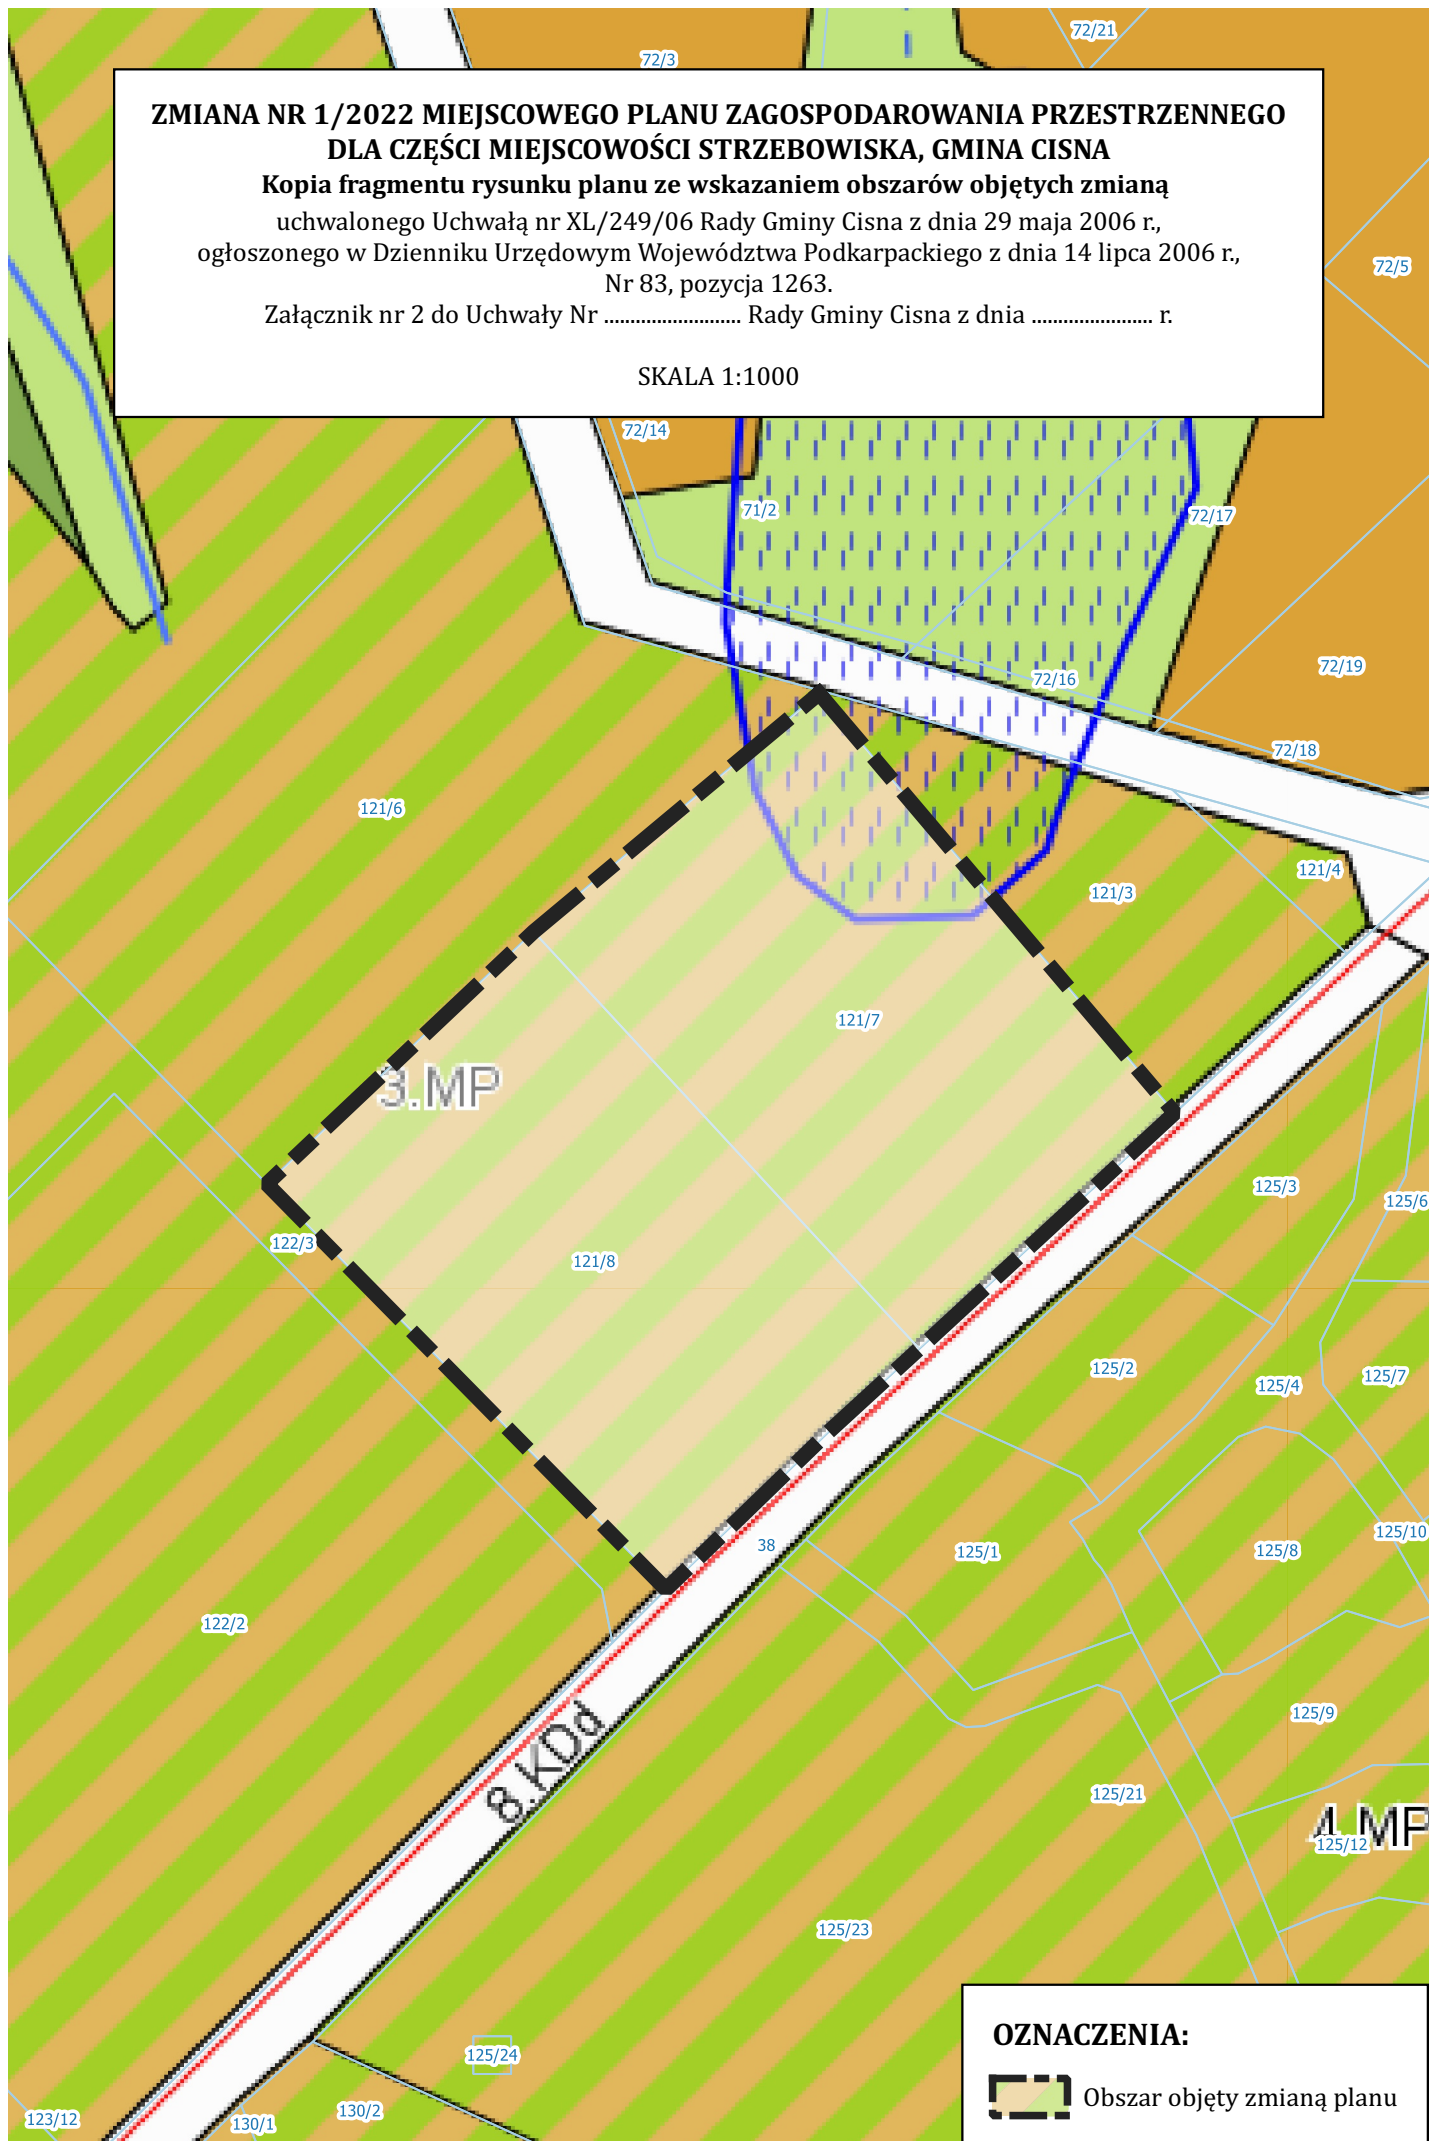 72/3
72/21
ZMIANA NR 1/2022 MIEJSCOWEGO PLANU ZAGOSPODAROWANIA PRZESTRZENNEGO
DLA CZĘŚCI MIEJSCOWOŚCI STRZEBOWISKA, GMINA CISNA
Kopia fragmentu rysunku planu ze wskazaniem obszarów objętych zmianą
uchwalonego Uchwałą nr XL/249/06 Rady Gminy Cisna z dnia 29 maja 2006 r.,
ogłoszonego w Dzienniku Urzędowym Województwa Podkarpackiego z dnia 14 lipca 2006 r.,
Nr 83, pozycja 1263.
Załącznik nr 2 do Uchwały Nr .......................... Rady Gminy Cisna z dnia ....................... r.
SKALA 1:1000
72/5
72/14
71/2
72/17
72/16
72/19
72/18
121/6
121/4
121/3
121/7
3.MP
125/3
125/6
122/3
121/8
125/2
125/4
125/7
38
125/1
125/8
125/10
122/2
125/9
8.KDd
125/21
4.MP
125/12
125/23
125/24
OZNACZENIA:
Obszar objęty zmianą planu
123/12
130/1
130/2